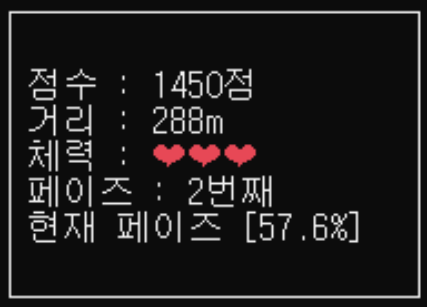 점수 : 1450점
거리 : 288m
체력 : ♥♥♥
페이즈 : 2번째
현재 페이즈 [57.6%]